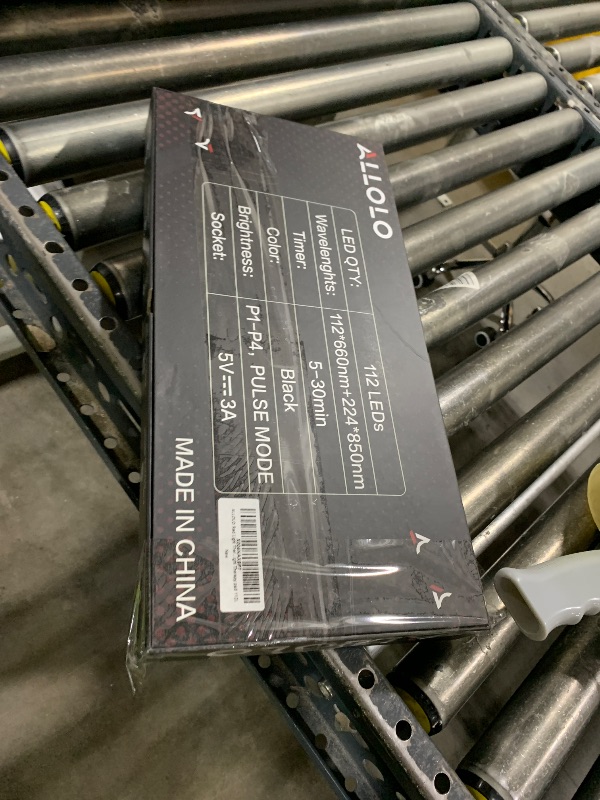 ALLOLO
LED QTY: 112 LEDs
Wavelenghts: 112*660nm+224*850nm
Timer: 5-30min
Color: Black
Brightness: P1-P4, PULSE MODE
Socket: 5V⎓3A
MADE IN CHINA
New